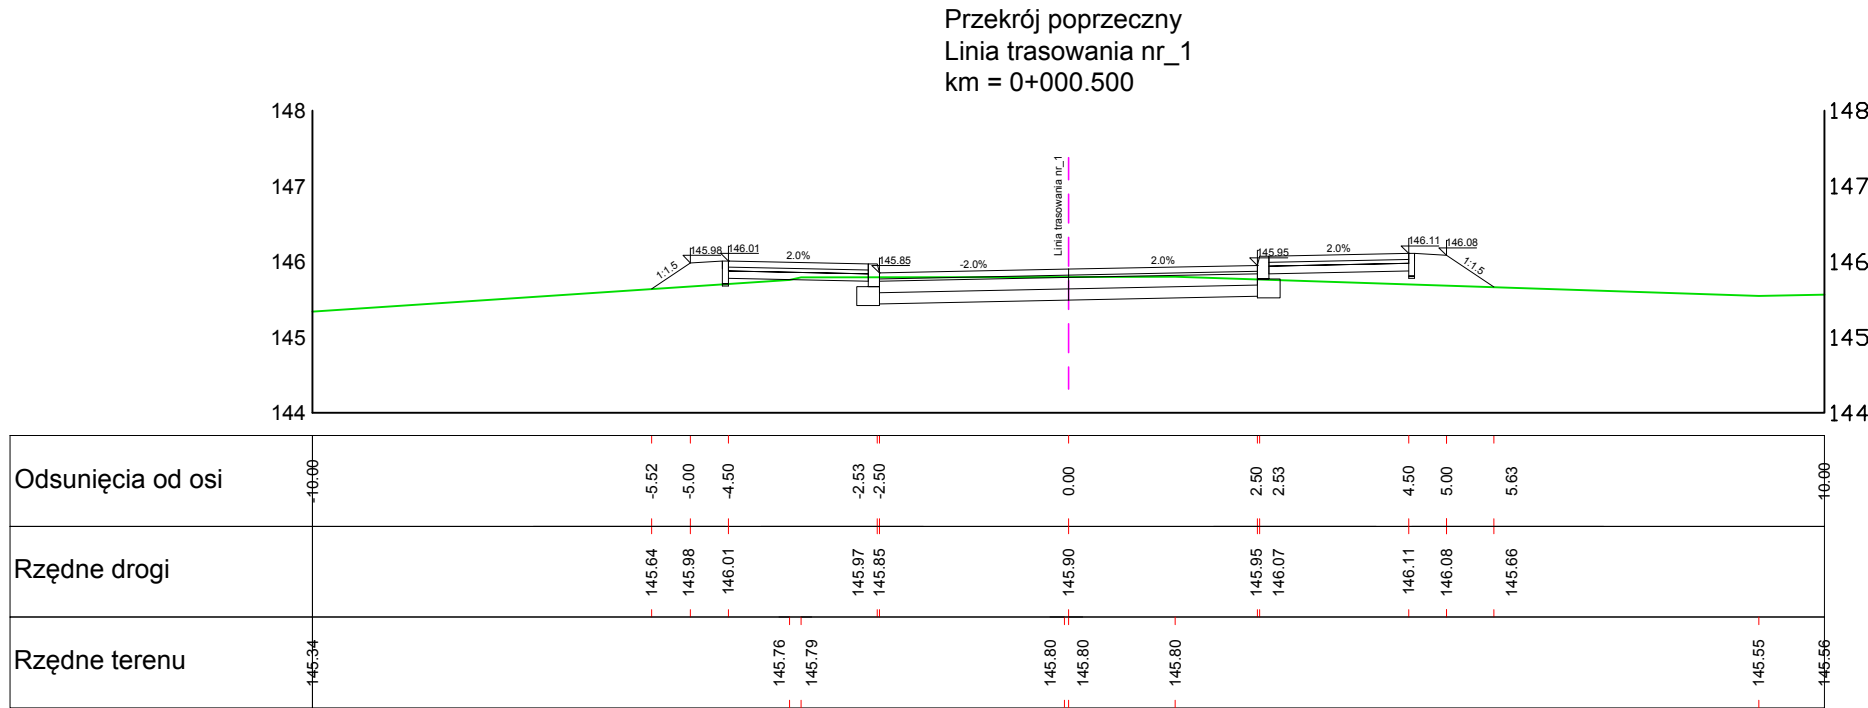 Przekrój poprzeczny
Linia trasowania nr_1
km = 0+000.500
148 148
147 147
146 146
145 145
144 144
Linia trasowania nr_1
1:1.5 145.98 146.01 2.0% 145.85 -2.0% 2.0% 145.95 2.0% 146.11 146.08 1:1.5
Odsunięcia od osi -10.00 -5.52 -5.00 -4.50 -2.53 -2.50 0.00 2.50 2.53 4.50 5.00 5.63 10.00
Rzędne drogi 145.64 145.98 146.01 145.97 145.85 145.90 145.95 146.07 146.11 146.08 145.66
Rzędne terenu 145.34 145.76 145.79 145.80 145.80 145.80 145.55 145.56